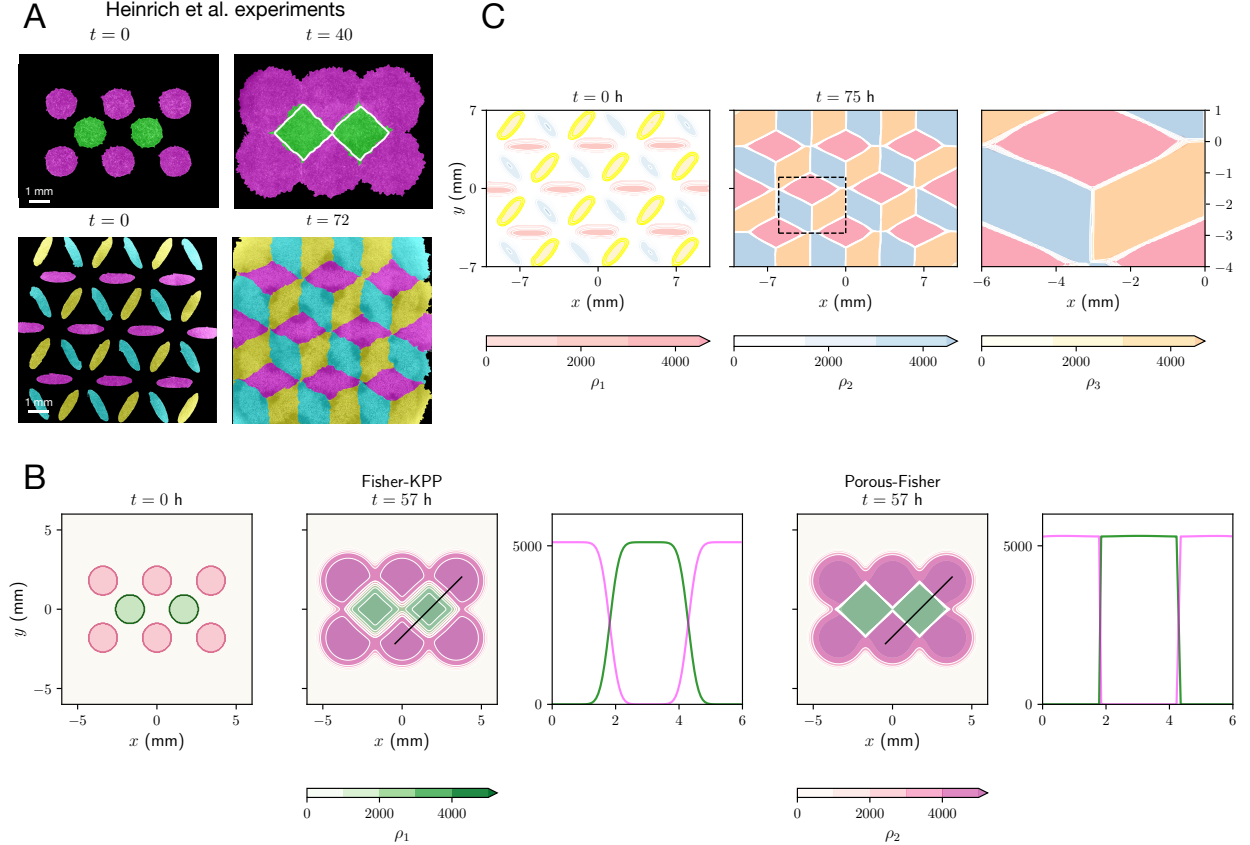 A
Heinrich et al. experiments
t = 0
t = 40
1 mm
t = 0
t = 72
1 mm
C
t = 0 h
t = 75 h
7
0
−7
y (mm)
−7 0 7
x (mm)
−7 0 7
x (mm)
1
0
−1
−2
−3
−4
−6 −4 −2 0
x (mm)
0 2000 4000
ρ1
0 2000 4000
ρ2
0 2000 4000
ρ3
B
t = 0 h
Fisher-KPP
t = 57 h
Porous-Fisher
t = 57 h
5
0
−5
y (mm)
−5 0 5
x (mm)
−5 0 5
x (mm)
5000
0
0 2 4 6
−5 0 5
x (mm)
5000
0
0 2 4 6
0 2000 4000
ρ1
0 2000 4000
ρ2